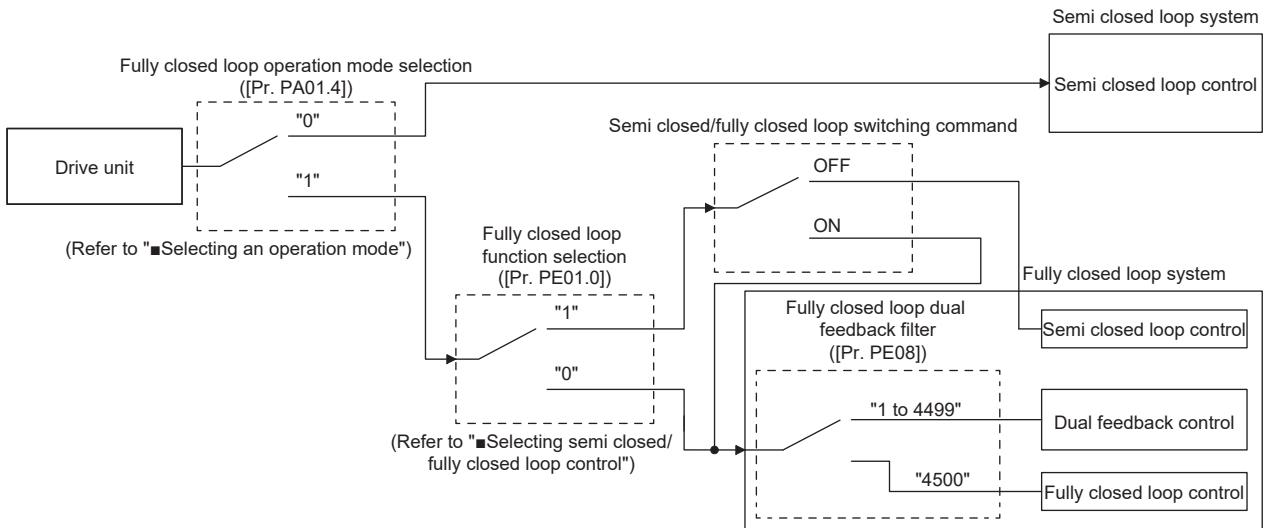 Semi closed loop system
Fully closed loop operation mode selection
([Pr. PA01.4])
Semi closed loop control
"0"
Semi closed/fully closed loop switching command
Drive unit
OFF
"1"
ON
(Refer to "■Selecting an operation mode")
Fully closed loop
function selection
([Pr. PE01.0])
Fully closed loop system
"1"
Fully closed loop dual
feedback filter
([Pr. PE08])
Semi closed loop control
"0"
"1 to 4499"
Dual feedback control
(Refer to "■Selecting semi closed/
fully closed loop control")
"4500"
Fully closed loop control